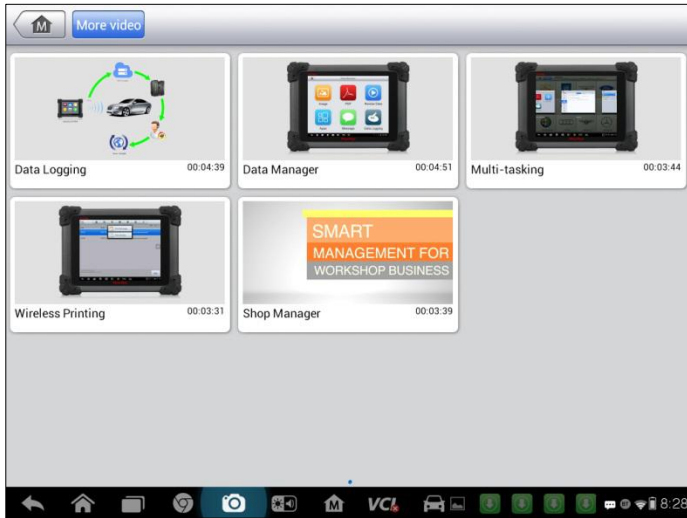 M
More video
Data Logging 00:04:39
Data Manager 00:04:51
Multi-tasking 00:03:44
SMART
MANAGEMENT FOR
WORKSHOP BUSINESS
Wireless Printing 00:03:31
Shop Manager 00:03:39
M
VCI
8:28